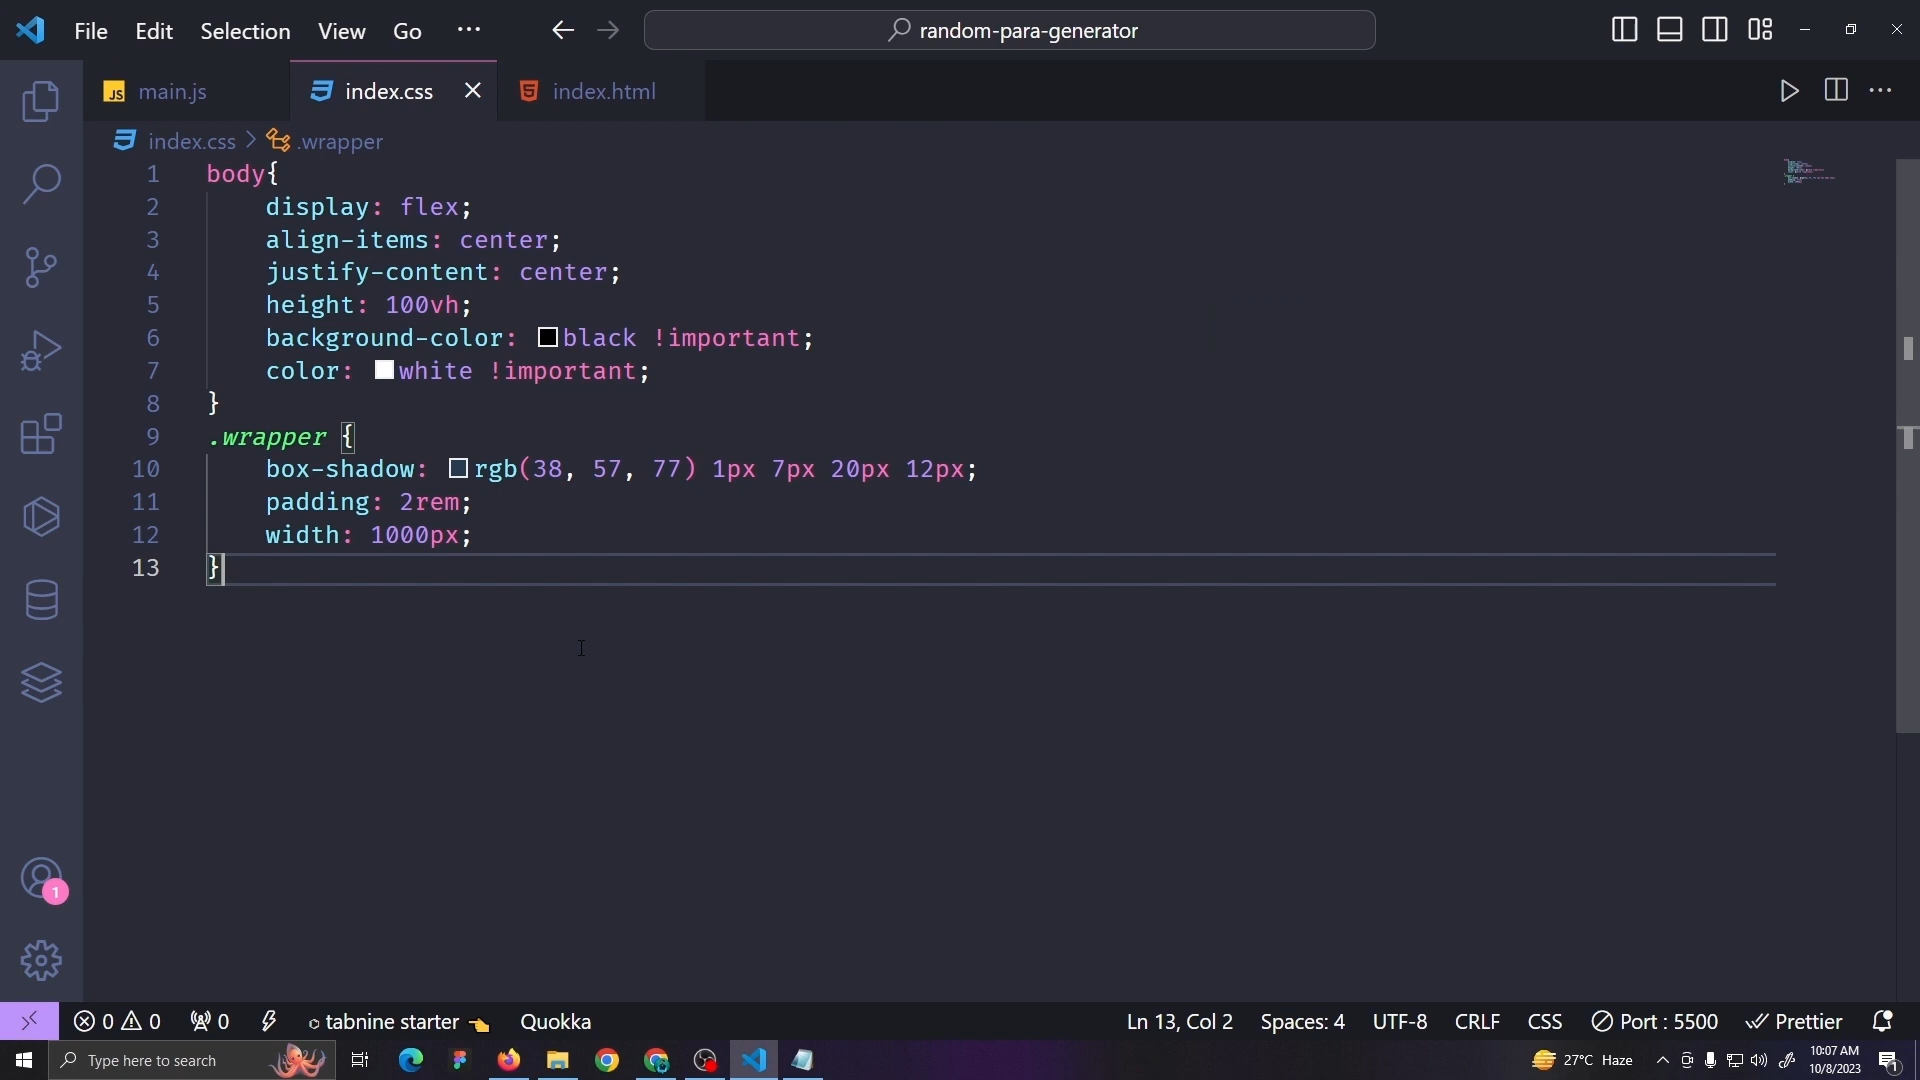 File Edit Selection View Go ··· random-para-generator
main.js index.css index.html
index.css > .wrapper
1 body{
2 display: flex;
3 align-items: center;
4 justify-content: center;
5 height: 100vh;
6 background-color: black !important;
7 color: white !important;
8 }
9 .wrapper {
10 box-shadow: rgb(38, 57, 77) 1px 7px 20px 12px;
11 padding: 2rem;
12 width: 1000px;
13 }
1
0 0 0 tabnine starter Quokka Ln 13, Col 2 Spaces: 4 UTF-8 CRLF CSS Port : 5500 Prettier
Type here to search 27°C Haze 10:07 AM
10/8/2023 1